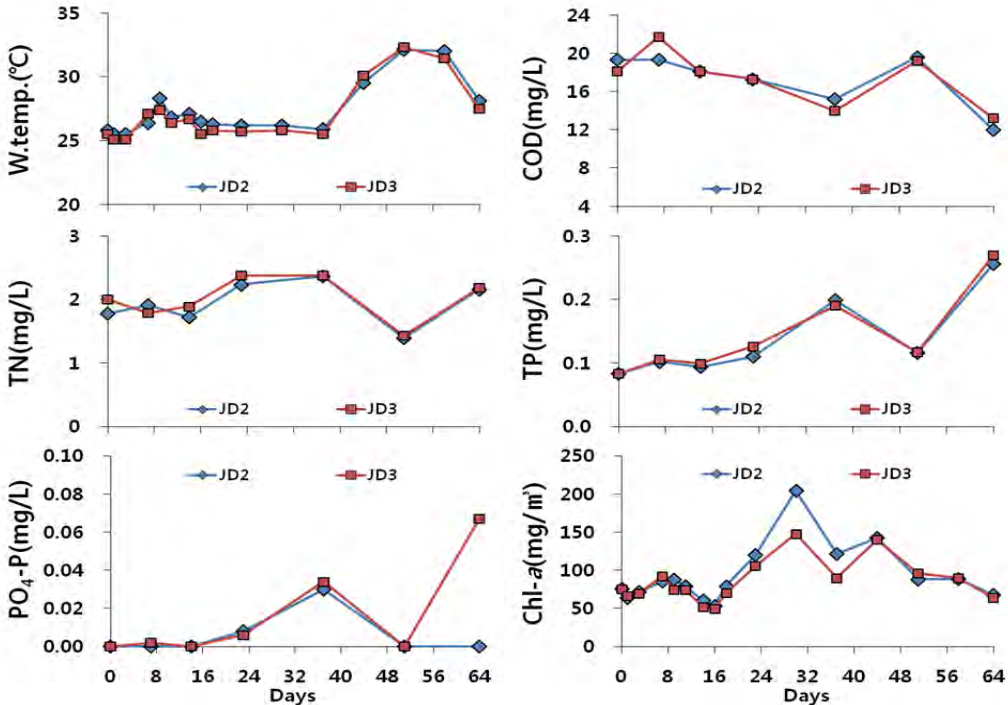 W.temp.(℃)
35
30
25
20
JD2
JD3
COD(mg/L)
24
20
16
12
8
4
JD2
JD3
TN(mg/L)
3
2
1
0
JD2
JD3
TP(mg/L)
0.3
0.2
0.1
0.0
JD2
JD3
PO4-P(mg/L)
0.10
0.08
0.06
0.04
0.02
0.00
JD2
JD3
0 8 16 24 32 40 48 56 64
Days
Chl-a(mg/㎥)
250
200
150
100
50
0
JD2
JD3
0 8 16 24 32 40 48 56 64
Days